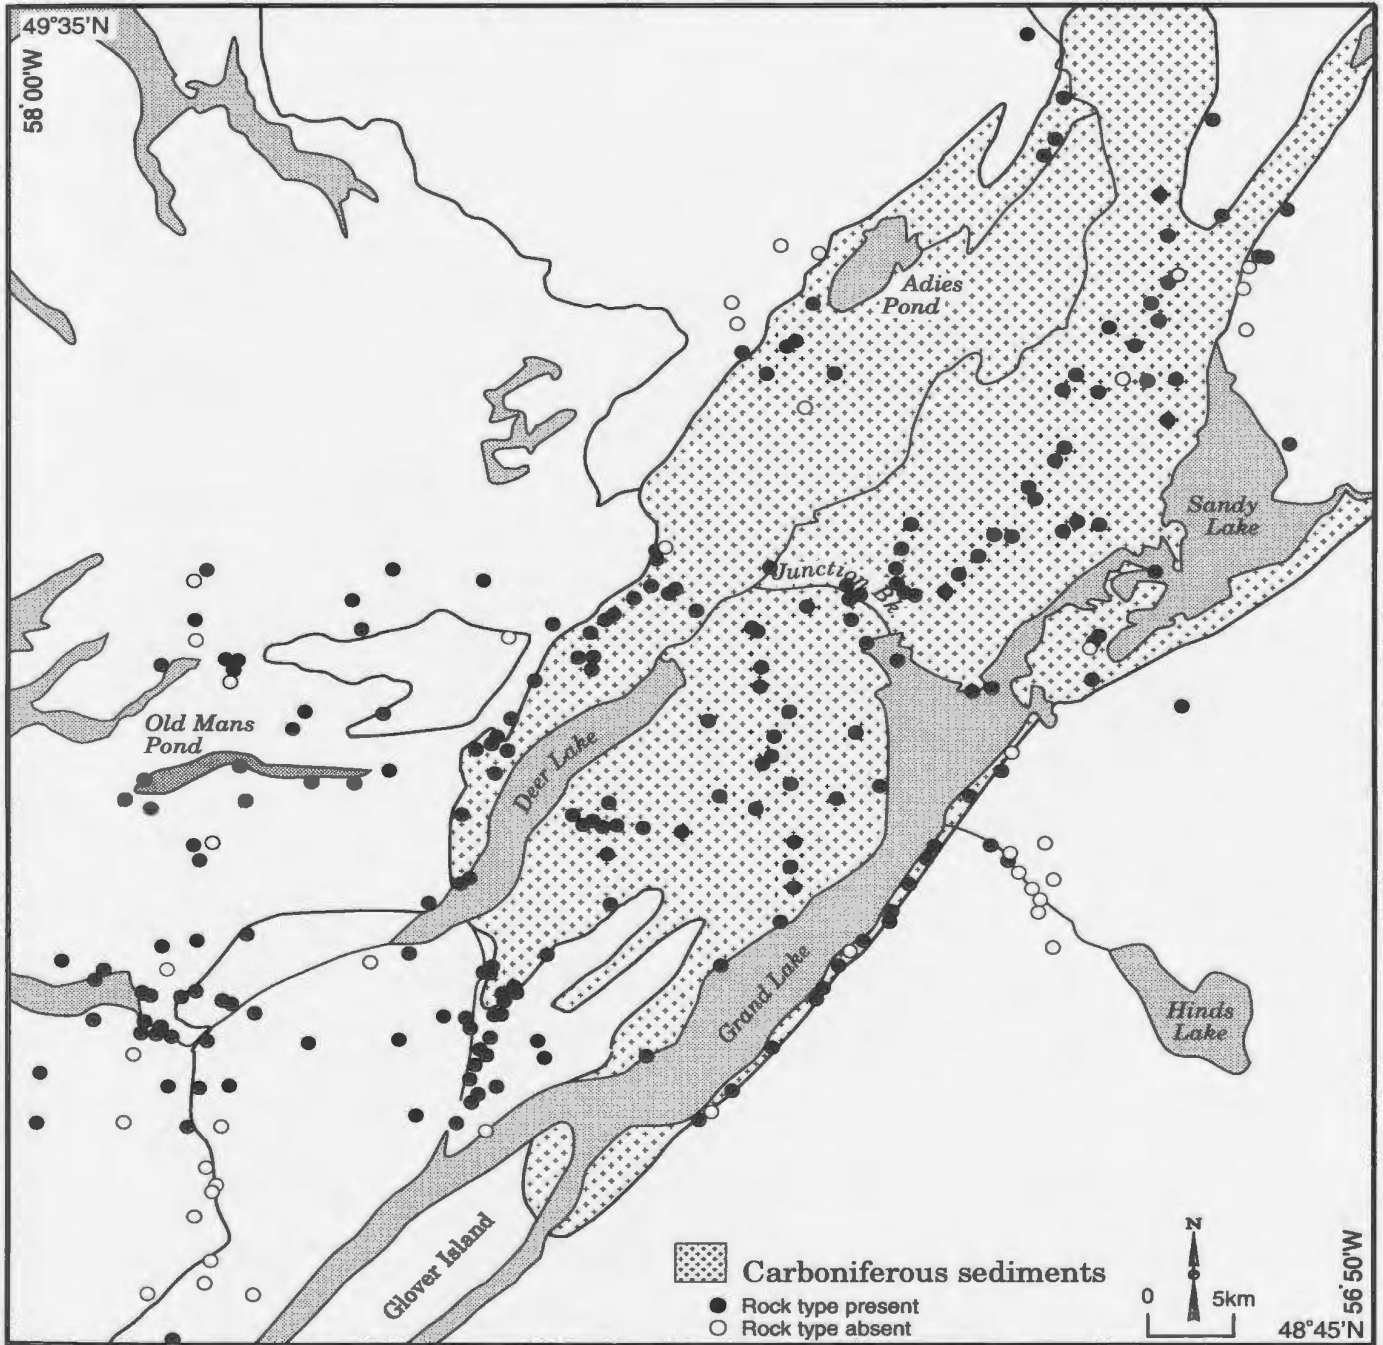 49°35'N
58°00'W
Adies
Pond
Sandy
Lake
Junction Bk.
Old Mans
Pond
Deer Lake
Grand Lake
Hinds
Lake
Glover Island
Carboniferous sediments
Rock type present
Rock type absent
N
0 5km
56°50'W
48°45'N